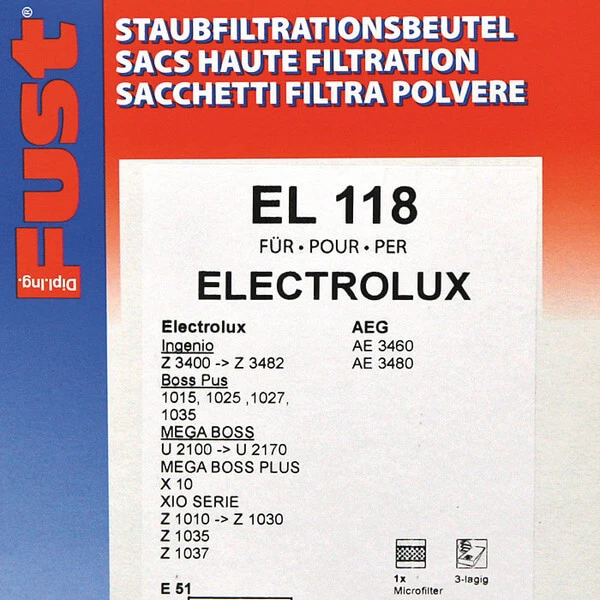 STAUBFILTRATIONSBEUTEL
SACS HAUTE FILTRATION
SACCHETTI FILTRA POLVERE
Dipl.Ing. FUST®
EL 118
FÜR • POUR • PER
ELECTROLUX
Electrolux
Ingenio
Z 3400 -> Z 3482
Boss Pus
1015, 1025 ,1027,
1035
MEGA BOSS
U 2100 -> U 2170
MEGA BOSS PLUS
X 10
XIO SERIE
Z 1010 -> Z 1030
Z 1035
Z 1037
E 51
AEG
AE 3460
AE 3480
1x
Microfilter
3-lagig